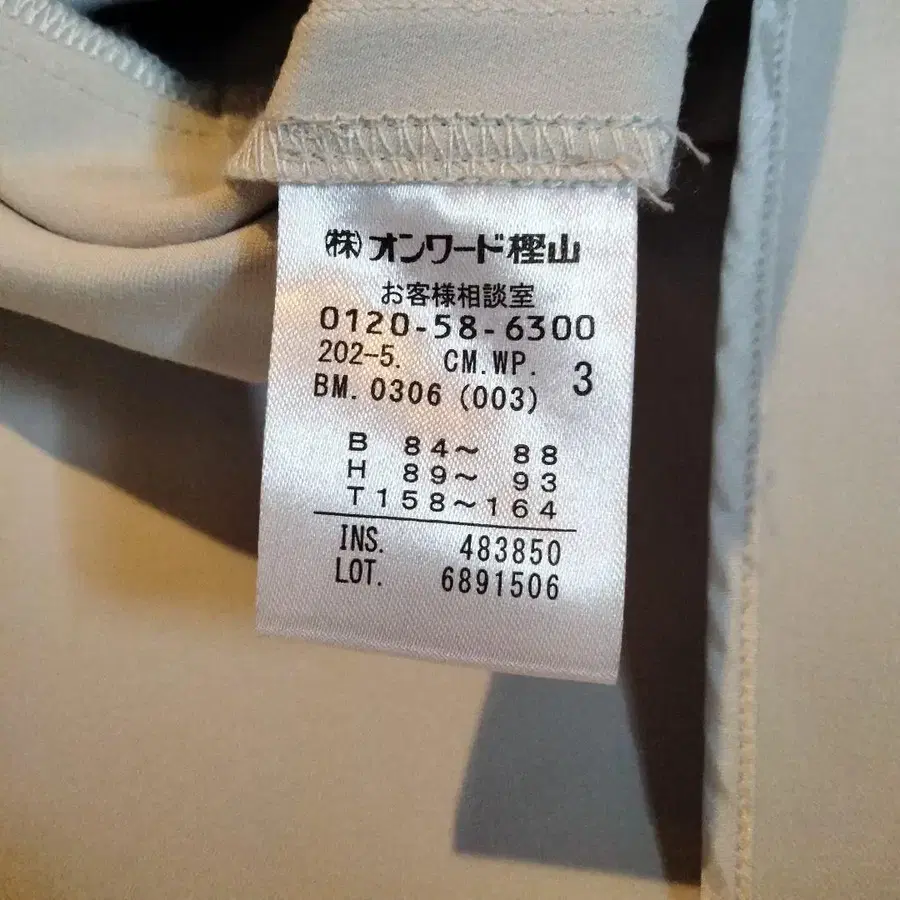 ㈱オンワード樫山
お客様相談室
0120-58-6300
202-5. CM.WP. 3
BM. 0306 (003)
B 84～ 88
H 89～ 93
T158～164
INS. 483850
LOT. 6891506